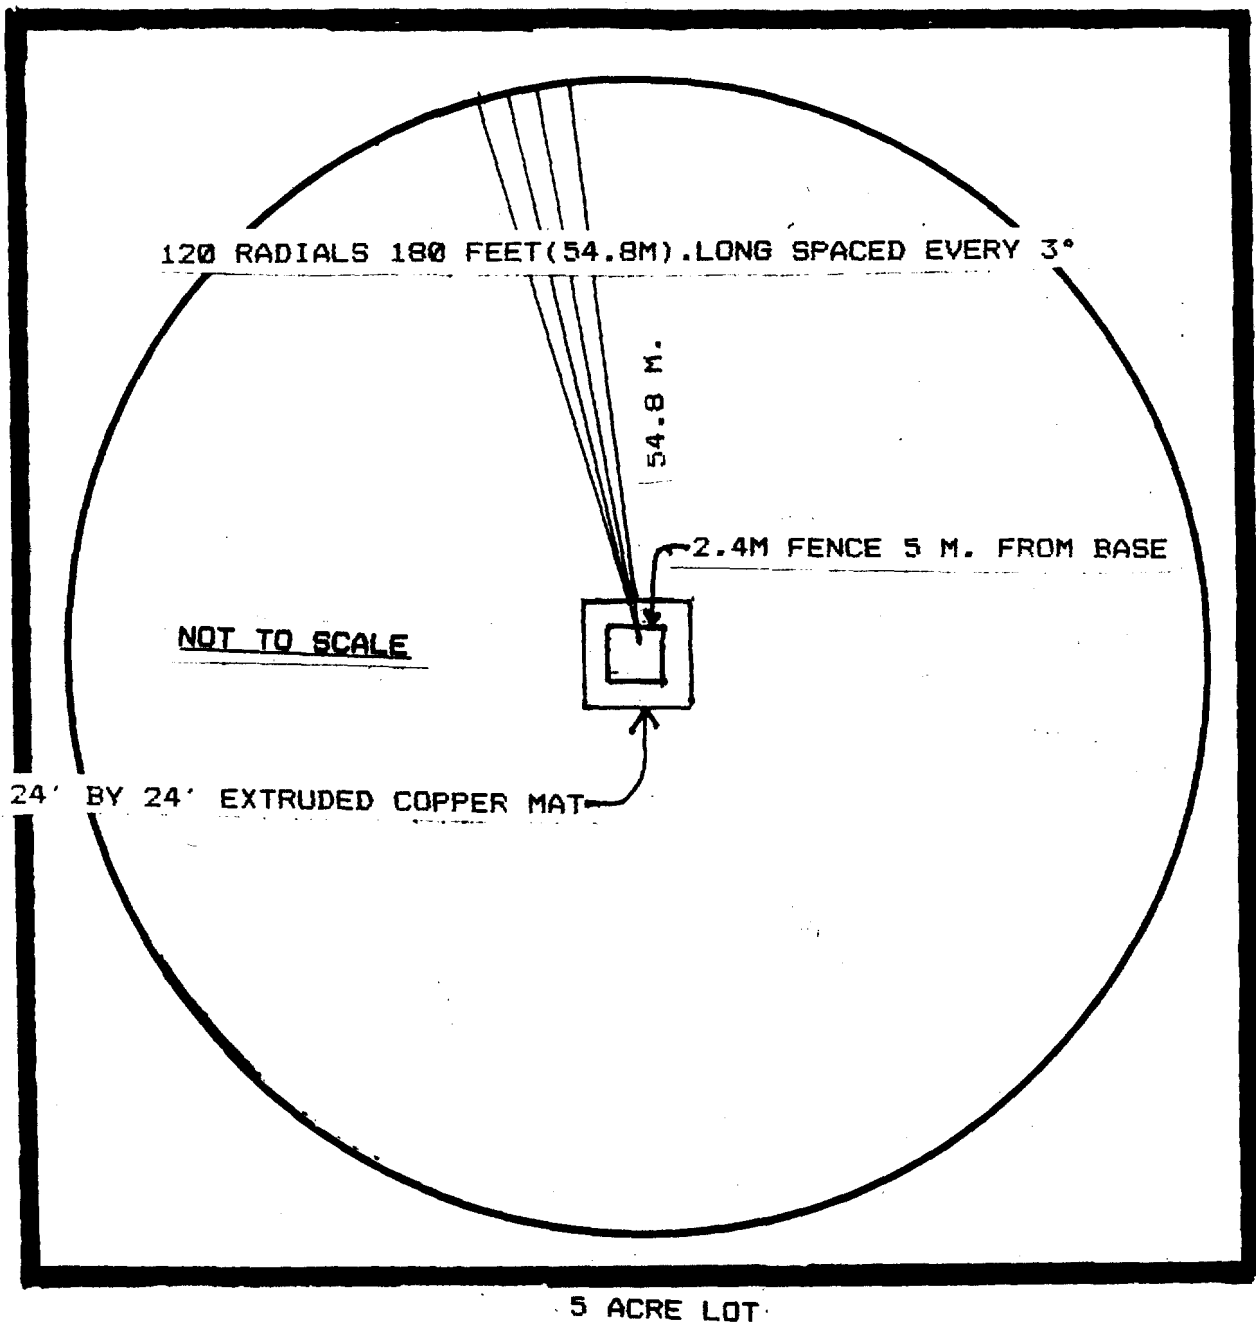 120 RADIALS 180 FEET(54.8M).LONG SPACED EVERY 3°
54.8 M.
2.4M FENCE 5 M. FROM BASE
NOT TO SCALE
24' BY 24' EXTRUDED COPPER MAT
5 ACRE LOT